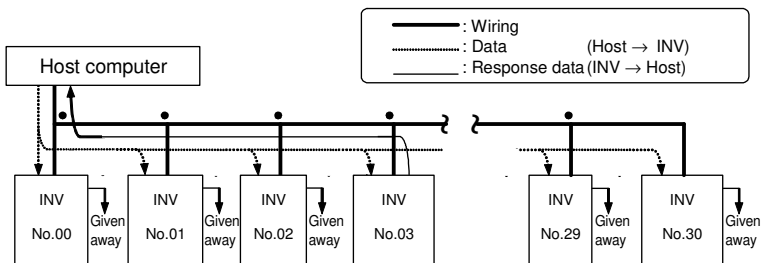 : Wiring
: Data (Host → INV)
: Response data (INV → Host)
Host computer
INV No.00
Given away
INV No.01
Given away
INV No.02
Given away
INV No.03
Given away
INV No.29
Given away
INV No.30
Given away